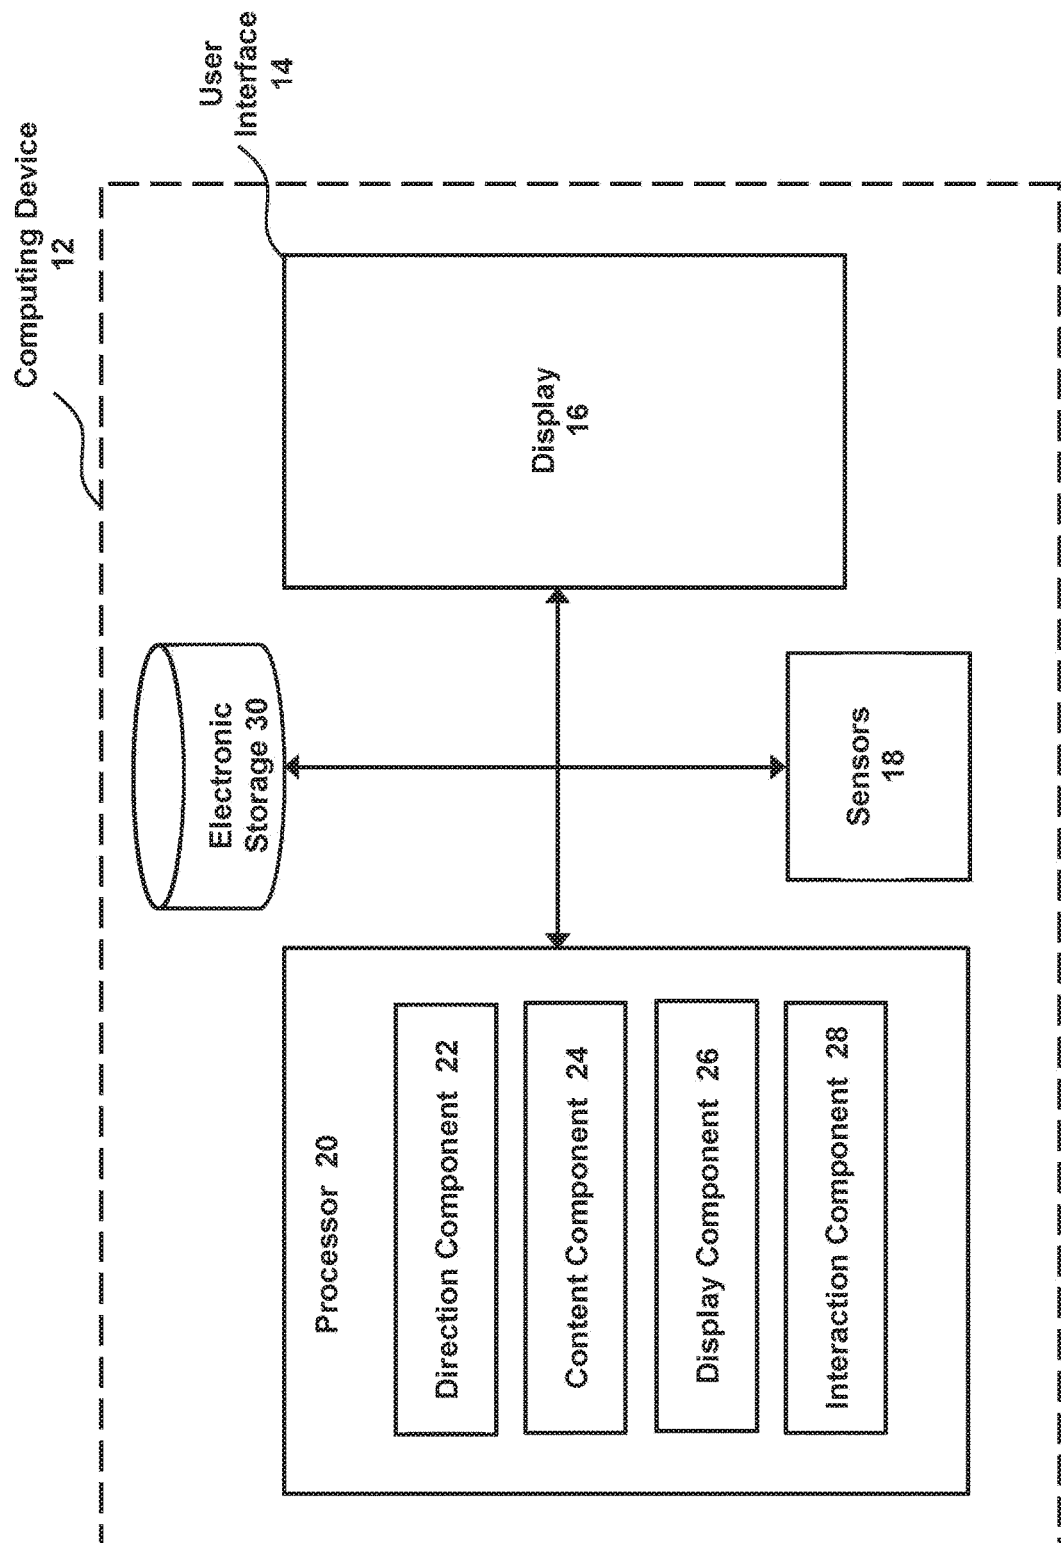 Computing Device
12
User
Interface
14
Electronic
Storage 30
Processor 20
Direction Component 22
Content Component 24
Display Component 26
Interaction Component 28
Display
16
Sensors
18